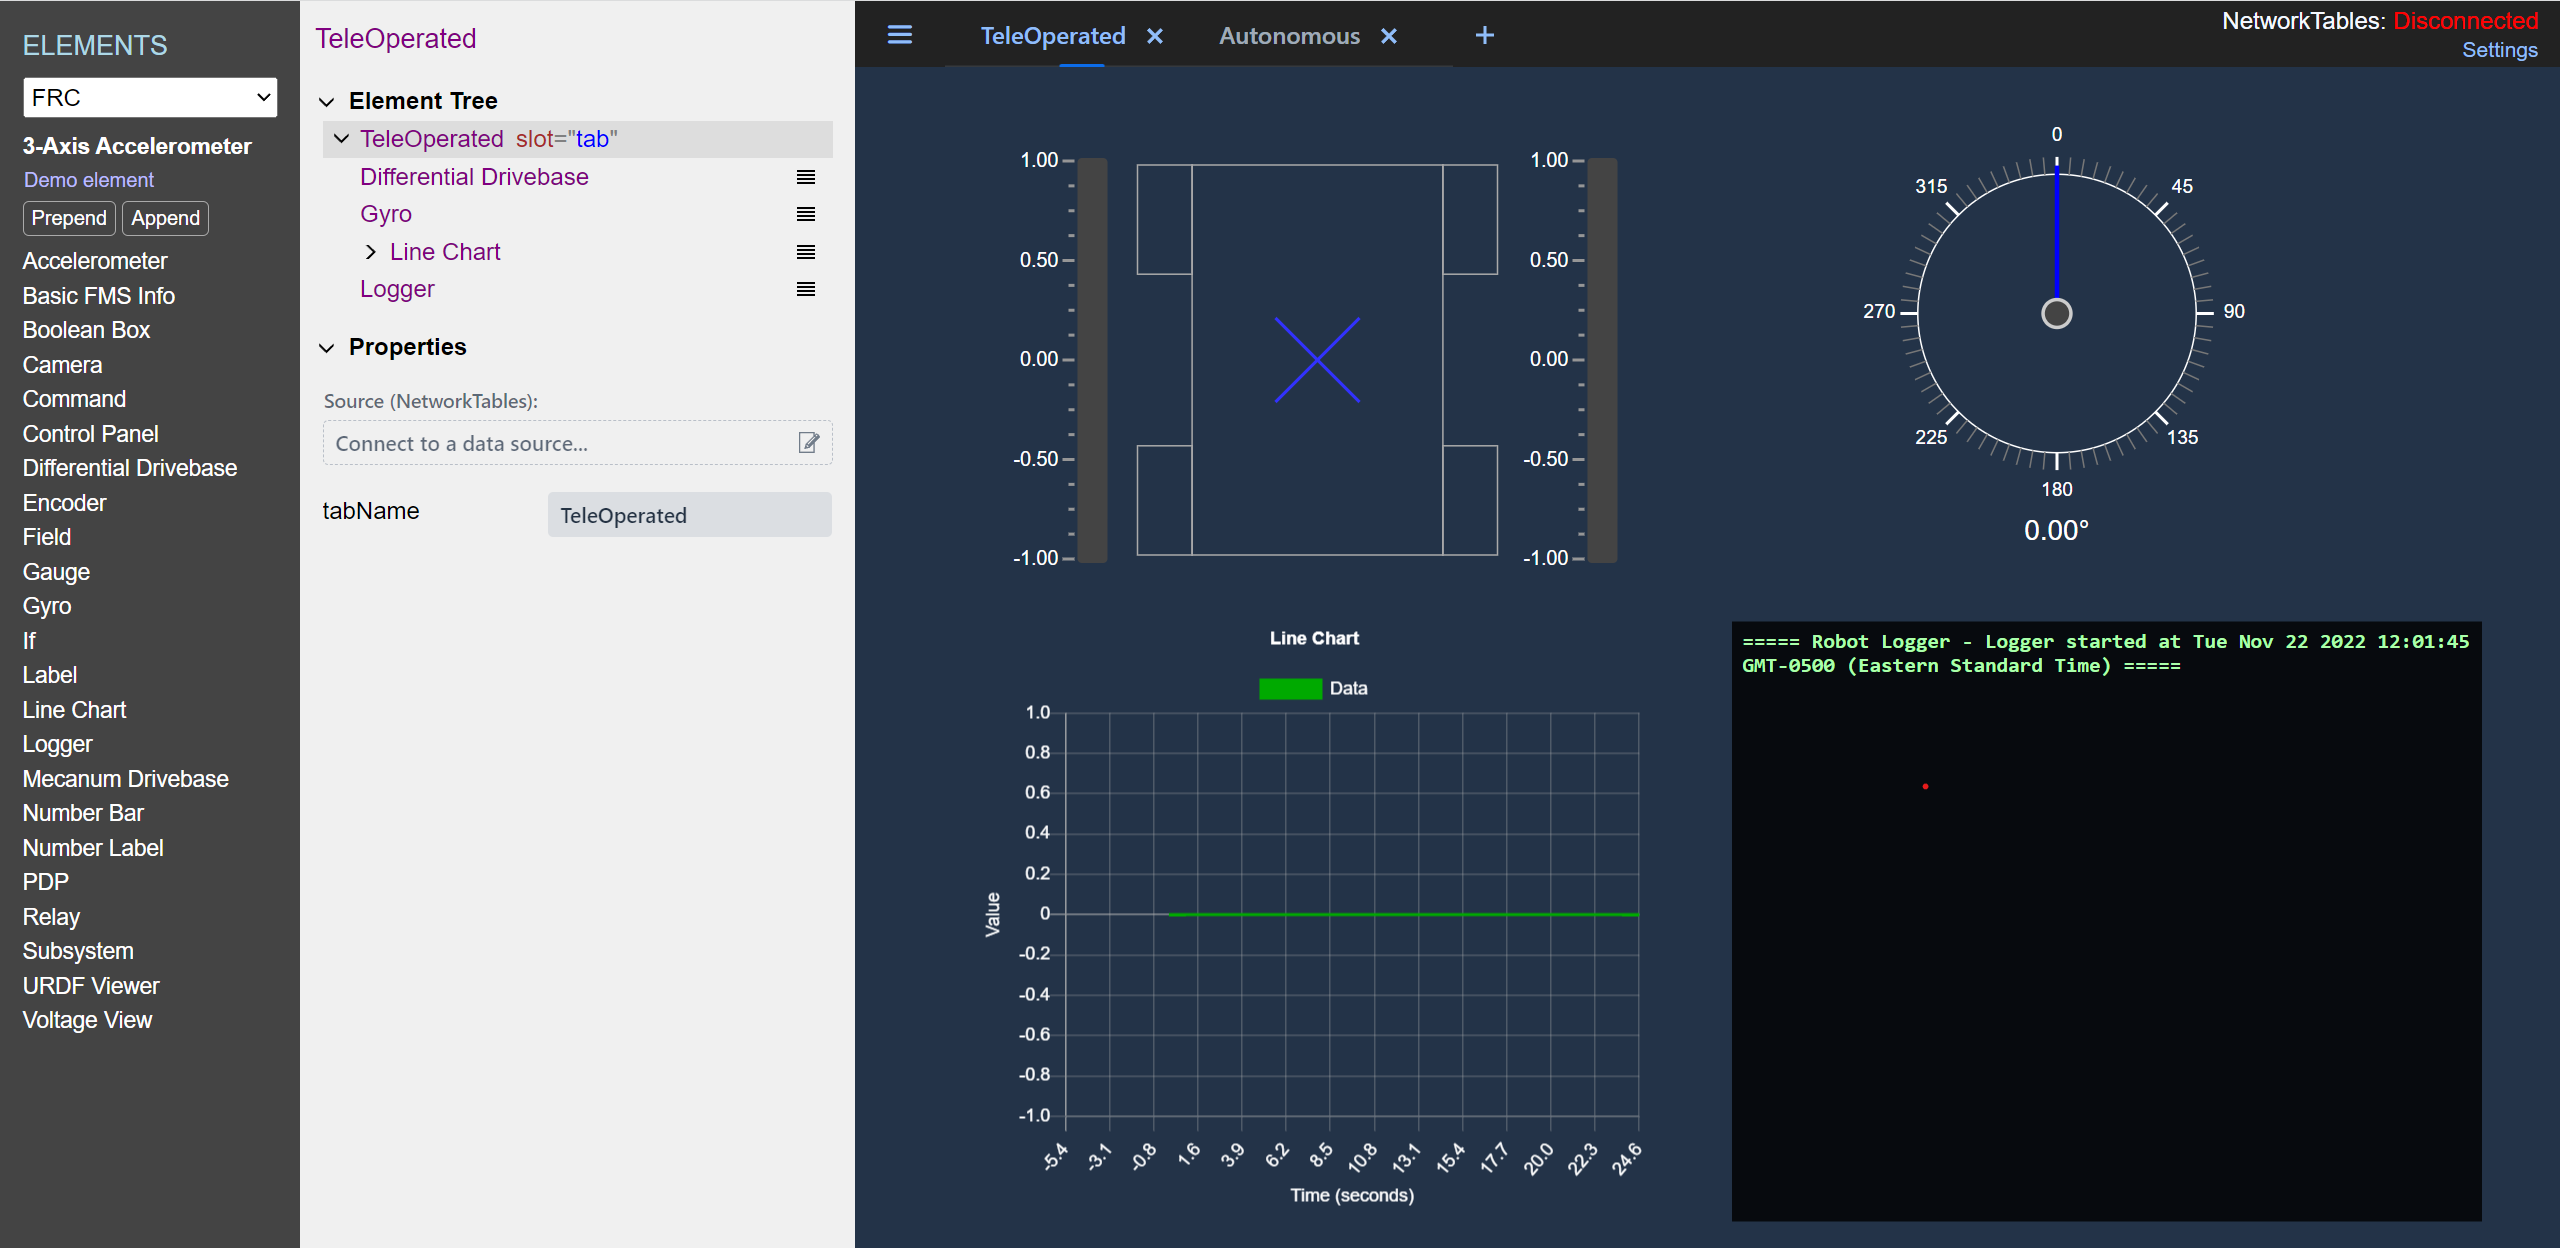 ELEMENTS
FRC
3-Axis Accelerometer
Demo element
Prepend
Append
Accelerometer
Basic FMS Info
Boolean Box
Camera
Command
Control Panel
Differential Drivebase
Encoder
Field
Gauge
Gyro
If
Label
Line Chart
Logger
Mecanum Drivebase
Number Bar
Number Label
PDP
Relay
Subsystem
URDF Viewer
Voltage View
TeleOperated
Element Tree
TeleOperated slot="tab"
Differential Drivebase
Gyro
Line Chart
Logger
Properties
Source (NetworkTables):
Connect to a data source...
tabName
TeleOperated
TeleOperated
Autonomous
NetworkTables: Disconnected
Settings
1.00
0.50
0.00
-0.50
-1.00
1.00
0.50
0.00
-0.50
-1.00
0
45
90
135
180
225
270
315
0.00°
Line Chart
Data
1.0
0.8
0.6
0.4
0.2
0
-0.2
-0.4
-0.6
-0.8
-1.0
Value
-5.4
-3.1
-0.8
1.6
3.9
6.2
8.5
10.8
13.1
15.4
17.7
20.0
22.3
24.6
Time (seconds)
===== Robot Logger - Logger started at Tue Nov 22 2022 12:01:45
GMT-0500 (Eastern Standard Time) =====